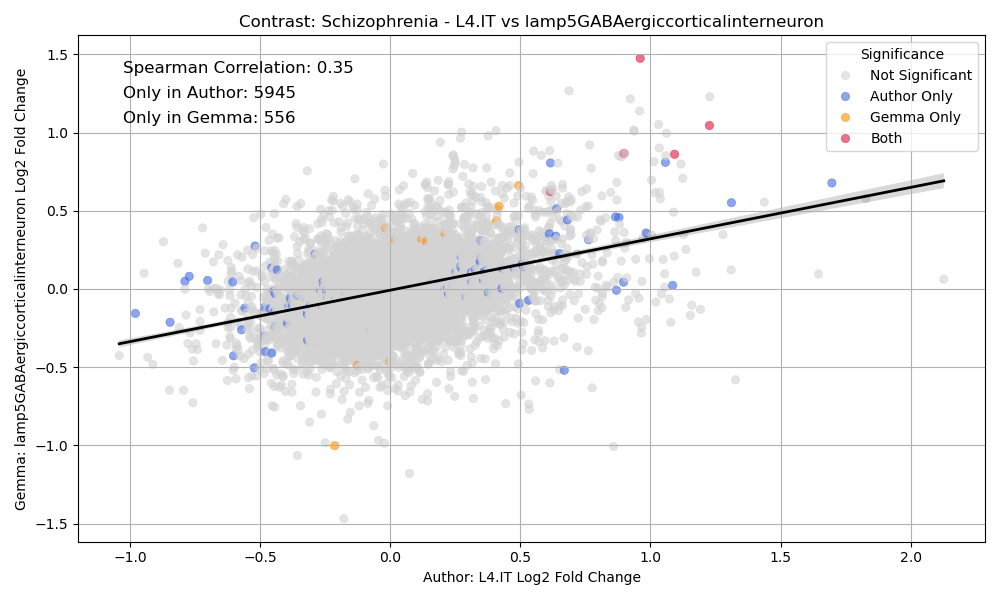 Contrast: Schizophrenia - L4.IT vs lamp5GABAergiccorticalinterneuron
Spearman Correlation: 0.35
Only in Author: 5945
Only in Gemma: 556
Significance
Not Significant
Author Only
Gemma Only
Both
Gemma: lamp5GABAergiccorticalinterneuron Log2 Fold Change
1.5
1.0
0.5
0.0
−0.5
−1.0
−1.5
−1.0 −0.5 0.0 0.5 1.0 1.5 2.0
Author: L4.IT Log2 Fold Change